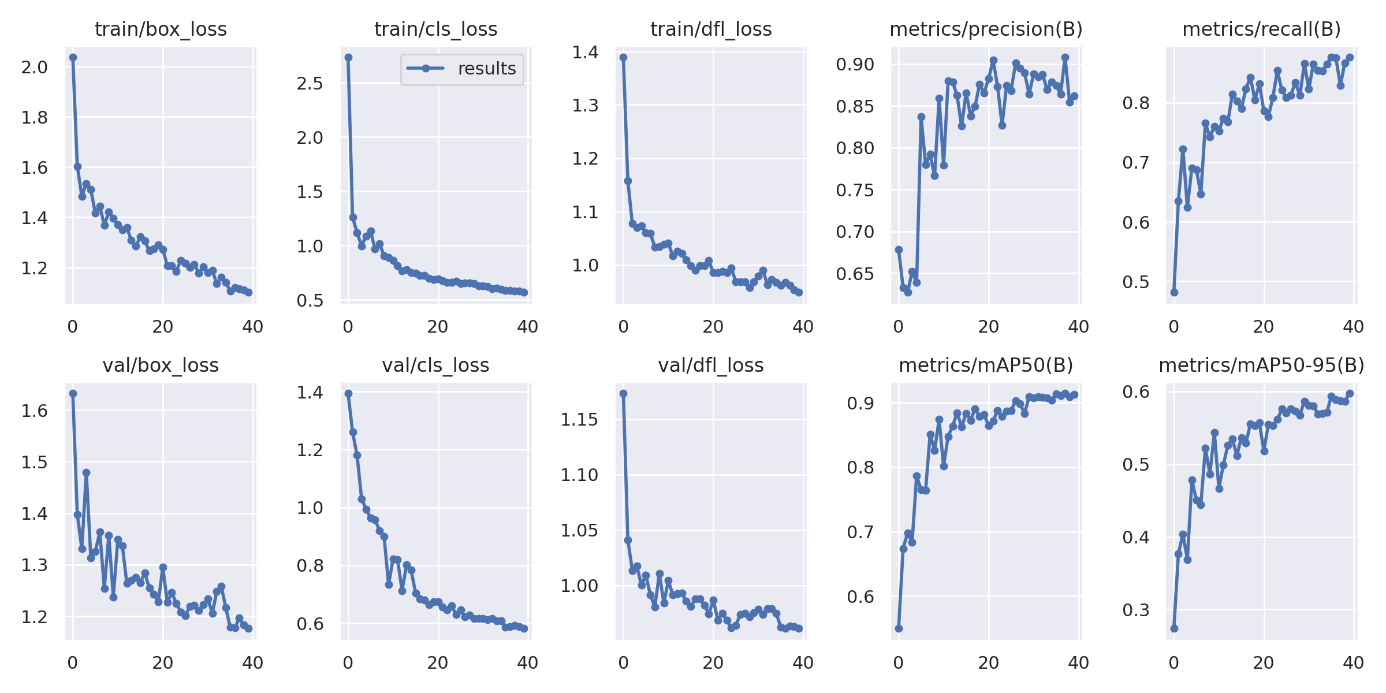 train/box_loss
train/cls_loss
train/dfl_loss
metrics/precision(B)
metrics/recall(B)
2.0
1.8
1.6
1.4
1.2
0 20 40
results
2.5
2.0
1.5
1.0
0.5
0 20 40
1.4
1.3
1.2
1.1
1.0
0 20 40
0.90
0.85
0.80
0.75
0.70
0.65
0 20 40
0.8
0.7
0.6
0.5
0 20 40
val/box_loss
val/cls_loss
val/dfl_loss
metrics/mAP50(B)
metrics/mAP50-95(B)
1.6
1.5
1.4
1.3
1.2
0 20 40
1.4
1.2
1.0
0.8
0.6
0 20 40
1.15
1.10
1.05
1.00
0 20 40
0.9
0.8
0.7
0.6
0 20 40
0.6
0.5
0.4
0.3
0 20 40